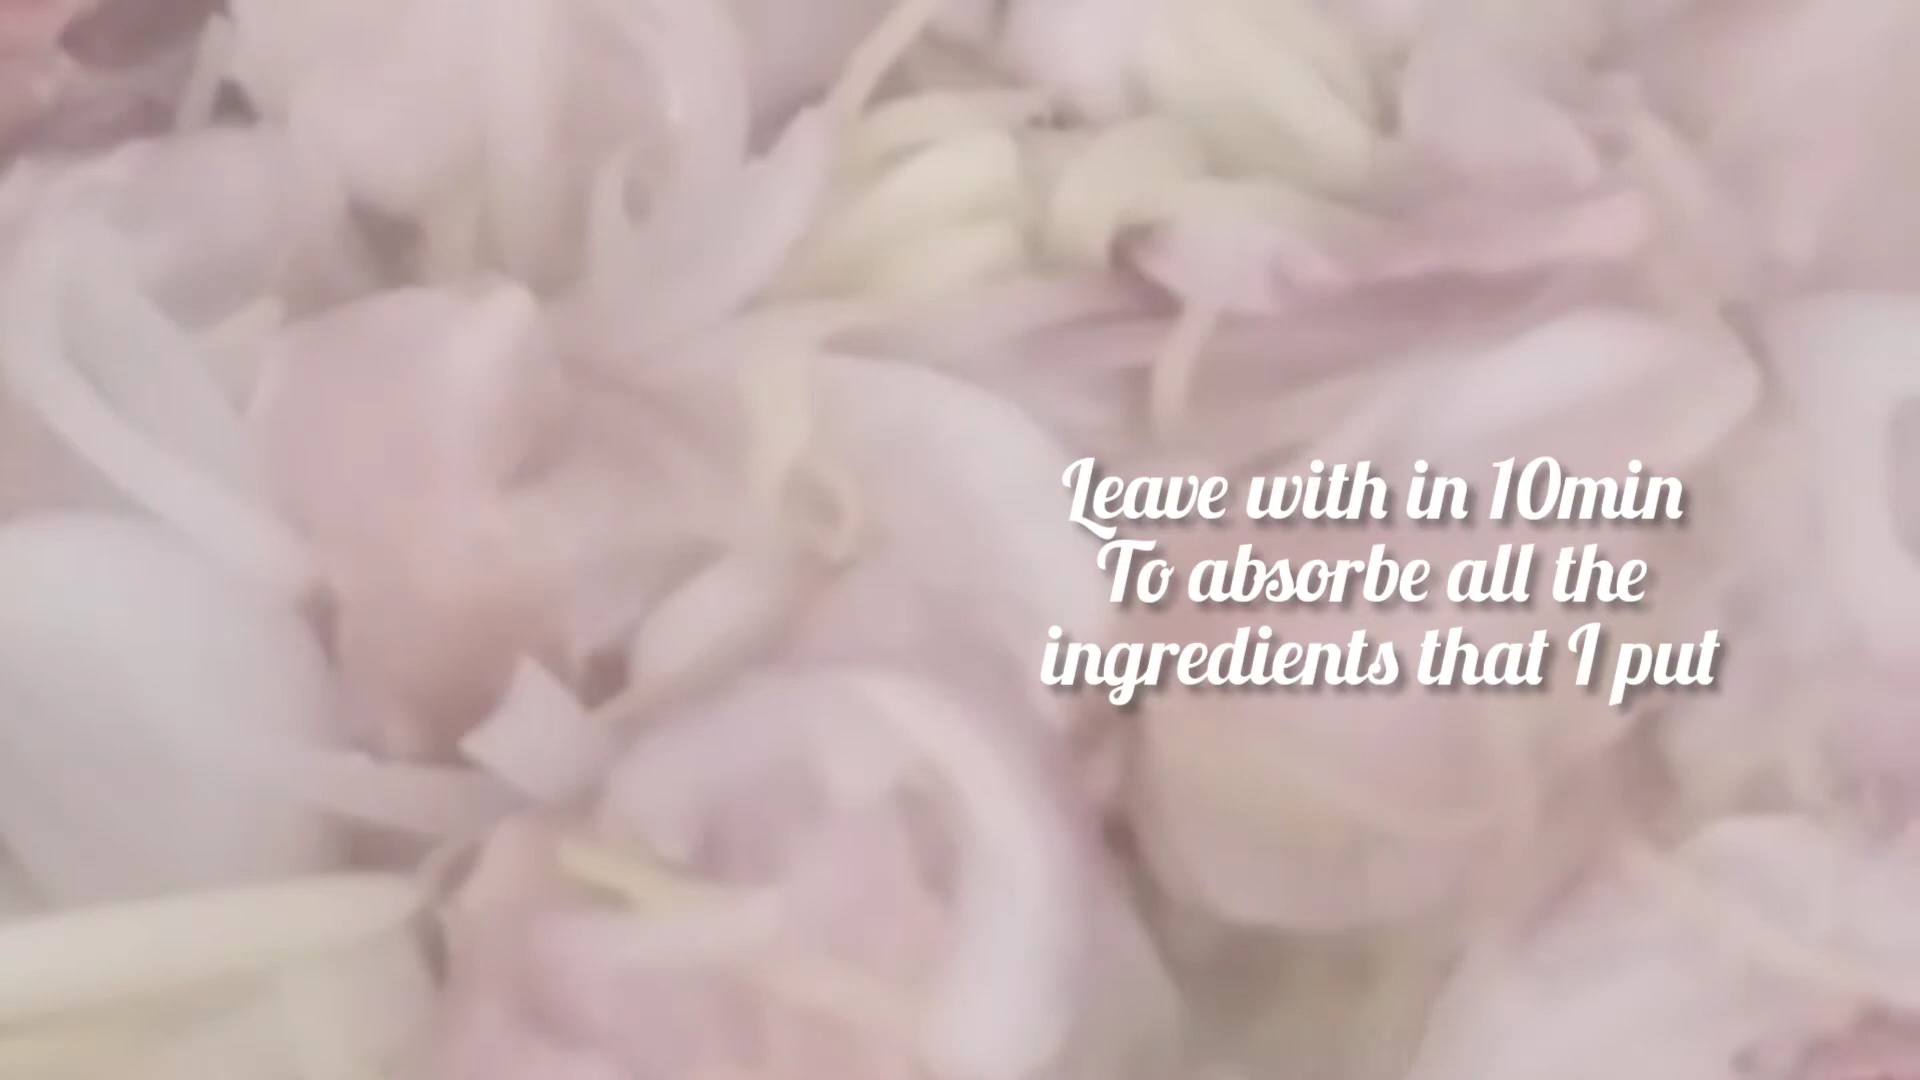 Leave with in 10min
To absorbe all the
ingredients that I put